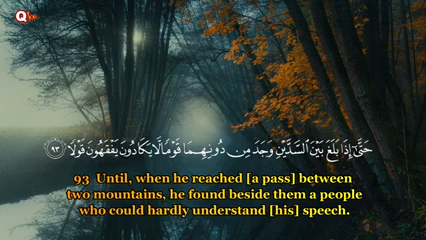 حَتَّىٰٓ إِذَا بَلَغَ بَيْنَ ٱلسَّدَّيْنِ وَجَدَ مِن دُونِهِمَا قَوْمًا لَّا يَكَادُونَ يَفْقَهُونَ قَوْلًا ٩٣
93 Until, when he reached [a pass] between
two mountains, he found beside them a people
who could hardly understand [his] speech.